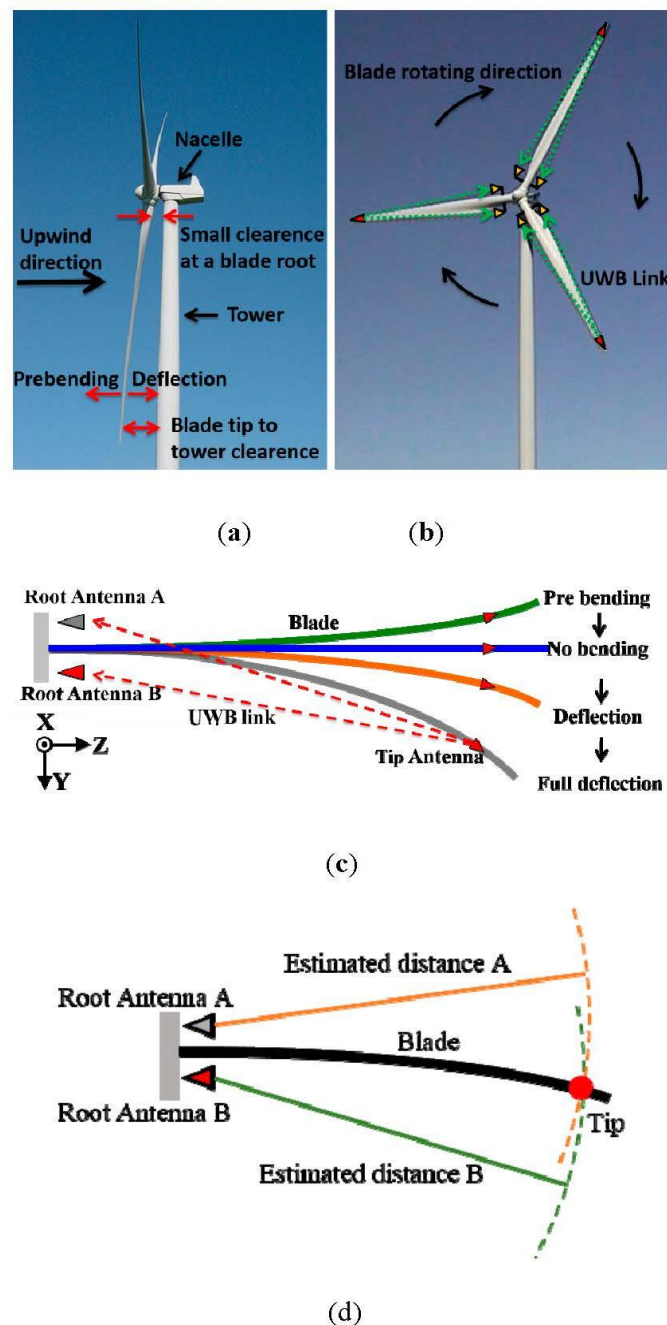 Nacelle
Upwind
direction
Small clearence
at a blade root
Tower
Prebending
Deflection
Blade tip to
tower clearence
Blade rotating direction
UWB Link
(a)
(b)
Root Antenna A
Blade
Pre bending
No bending
Root Antenna B
UWB link
Deflection
X
Z
Y
Tip Antenna
Full deflection
(c)
Estimated distance A
Root Antenna A
Blade
Root Antenna B
Tip
Estimated distance B
(d)